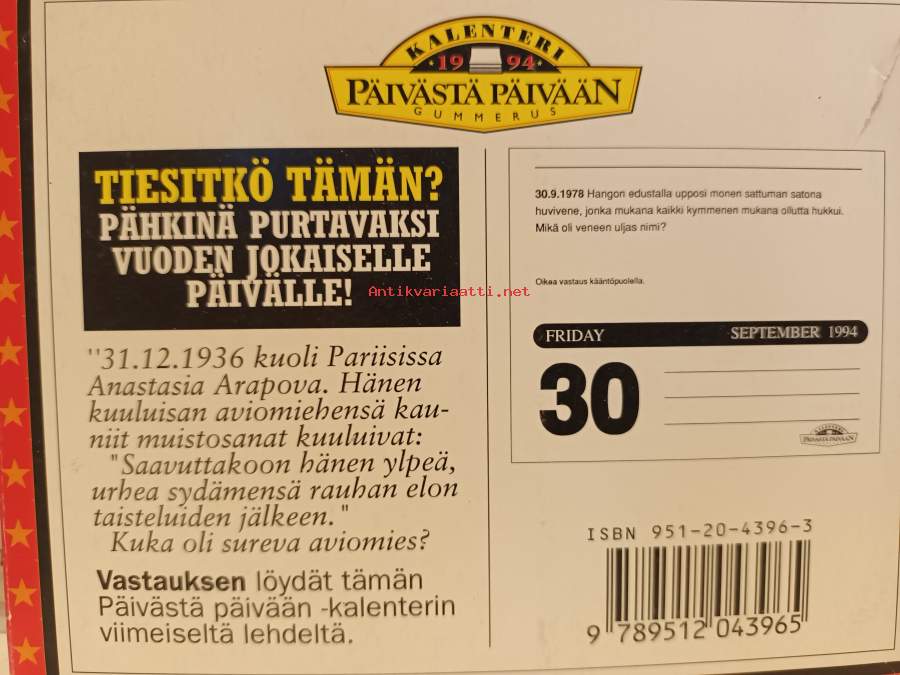 KALENTERI
1994
PÄIVÄSTÄ PÄIVÄÄN
GUMMERUS
TIESITKÖ TÄMÄN?
PÄHKINÄ PURTAVAKSI
VUODEN JOKAISELLE
PÄIVÄLLE!
"31.12.1936 kuoli Pariisissa
Anastasia Arapova. Hänen
kuuluisan aviomiehensä kau-
niit muistosanat kuuluivat:
"Saavuttakoon hänen ylpeä,
urhea sydämensä rauhan elon
taisteluiden jälkeen."
Kuka oli sureva aviomies?
Vastauksen löydät tämän
Päivästä päivään -kalenterin
viimeiseltä lehdeltä.
30.9.1978 Hangon edustalla upposi monen sattuman satona
huvivene, jonka mukana kaikki kymmenen mukana ollutta hukkui.
Mikä oli veneen uljas nimi?
Oikea vastaus kääntöpuolella.
FRIDAY SEPTEMBER 1994
30
KALENTERI
PÄIVÄSTÄ PÄIVÄÄN
ISBN 951-20-4396-3
9 789512 043965
Antikvariaatti.net